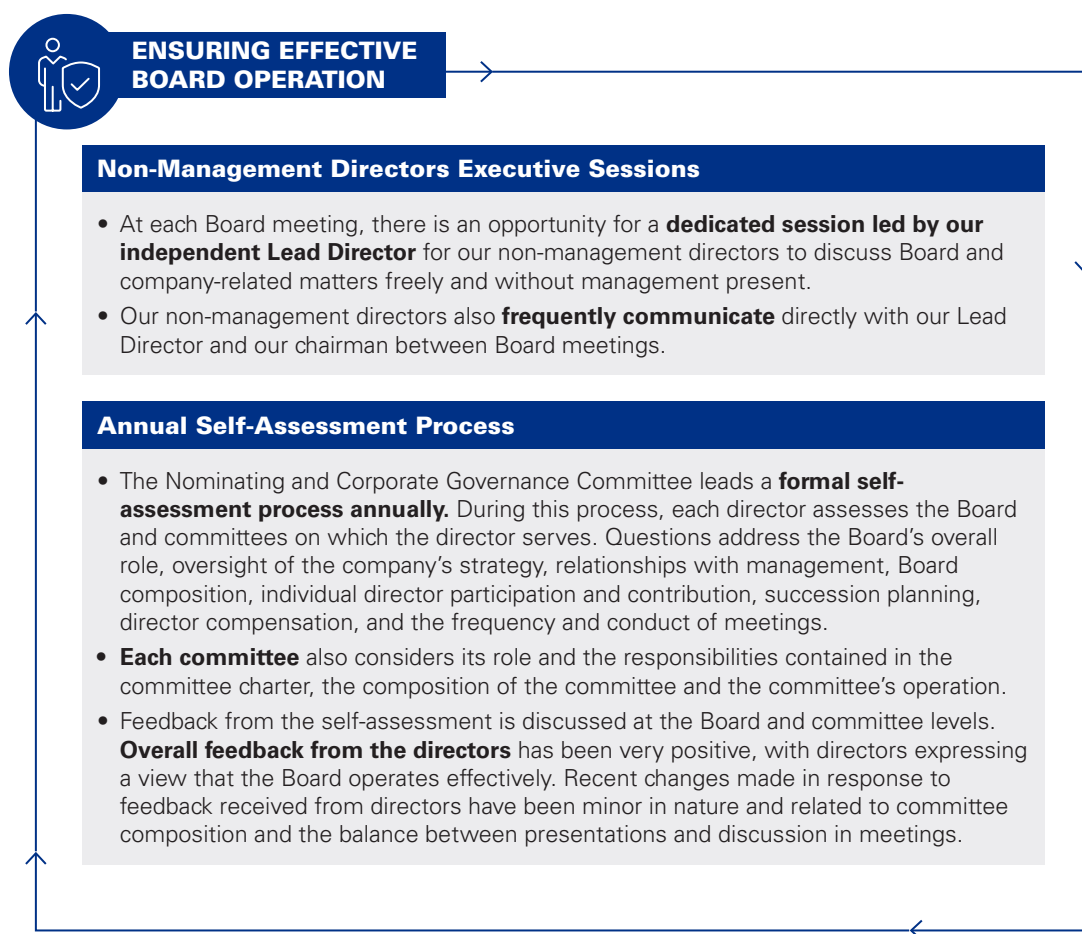 ENSURING EFFECTIVE
BOARD OPERATION
Non-Management Directors Executive Sessions
• At each Board meeting, there is an opportunity for a dedicated session led by our
independent Lead Director for our non-management directors to discuss Board and
company-related matters freely and without management present.
• Our non-management directors also frequently communicate directly with our Lead
Director and our chairman between Board meetings.
Annual Self-Assessment Process
• The Nominating and Corporate Governance Committee leads a formal self-
assessment process annually. During this process, each director assesses the Board
and committees on which the director serves. Questions address the Board’s overall
role, oversight of the company’s strategy, relationships with management, Board
composition, individual director participation and contribution, succession planning,
director compensation, and the frequency and conduct of meetings.
• Each committee also considers its role and the responsibilities contained in the
committee charter, the composition of the committee and the committee’s operation.
• Feedback from the self-assessment is discussed at the Board and committee levels.
Overall feedback from the directors has been very positive, with directors expressing
a view that the Board operates effectively. Recent changes made in response to
feedback received from directors have been minor in nature and related to committee
composition and the balance between presentations and discussion in meetings.